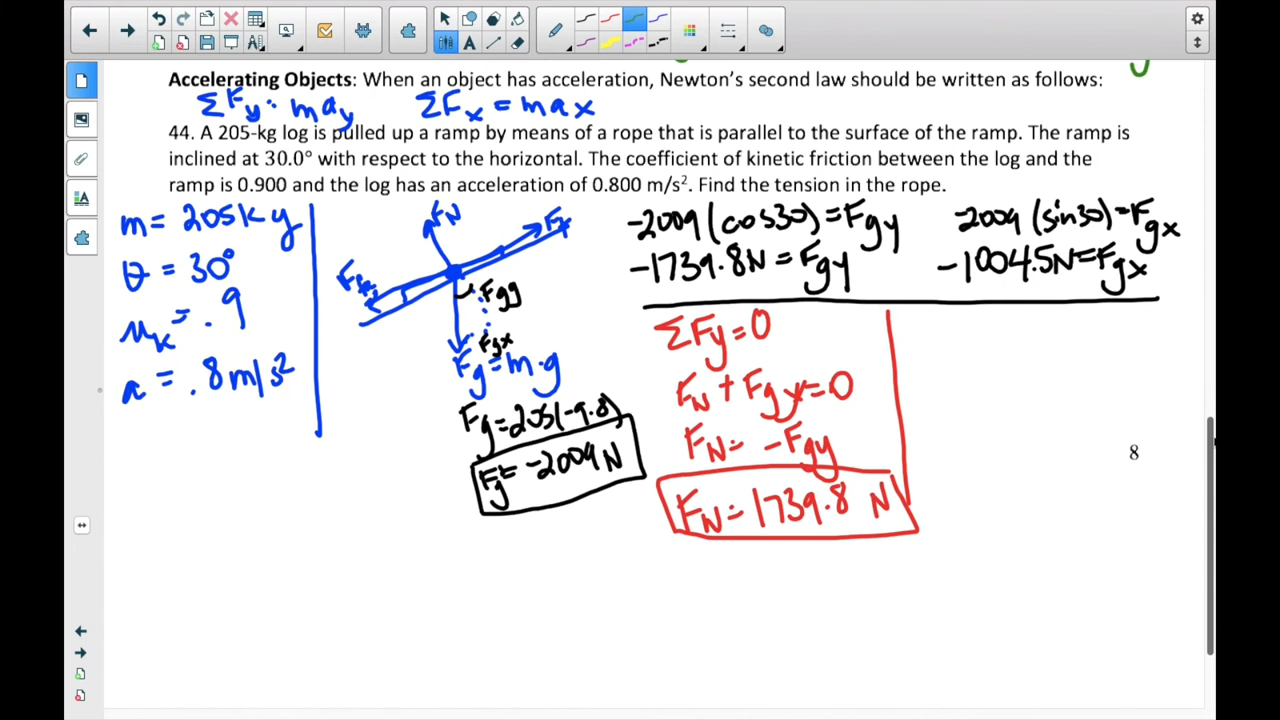 Accelerating Objects: When an object has acceleration, Newton's second law should be written as follows:
ΣFy = may ΣFx = max
44. A 205-kg log is pulled up a ramp by means of a rope that is parallel to the surface of the ramp. The ramp is
inclined at 30.0° with respect to the horizontal. The coefficient of kinetic friction between the log and the
ramp is 0.900 and the log has an acceleration of 0.800 m/s². Find the tension in the rope.
m = 205kg
θ = 30°
μk = .9
a = .8m/s²
FN
Fgy
Fgx
Fg = m·g
Fg = 205(-9.8)
Fg = -2009 N
-2009 (cos30) = Fgy
-1739.8N = Fgy
-2009 (sin30) = Fgx
-1004.5N = Fgx
ΣFy = 0
FN + Fgy = 0
FN = -Fgy
FN = 1739.8 N
8